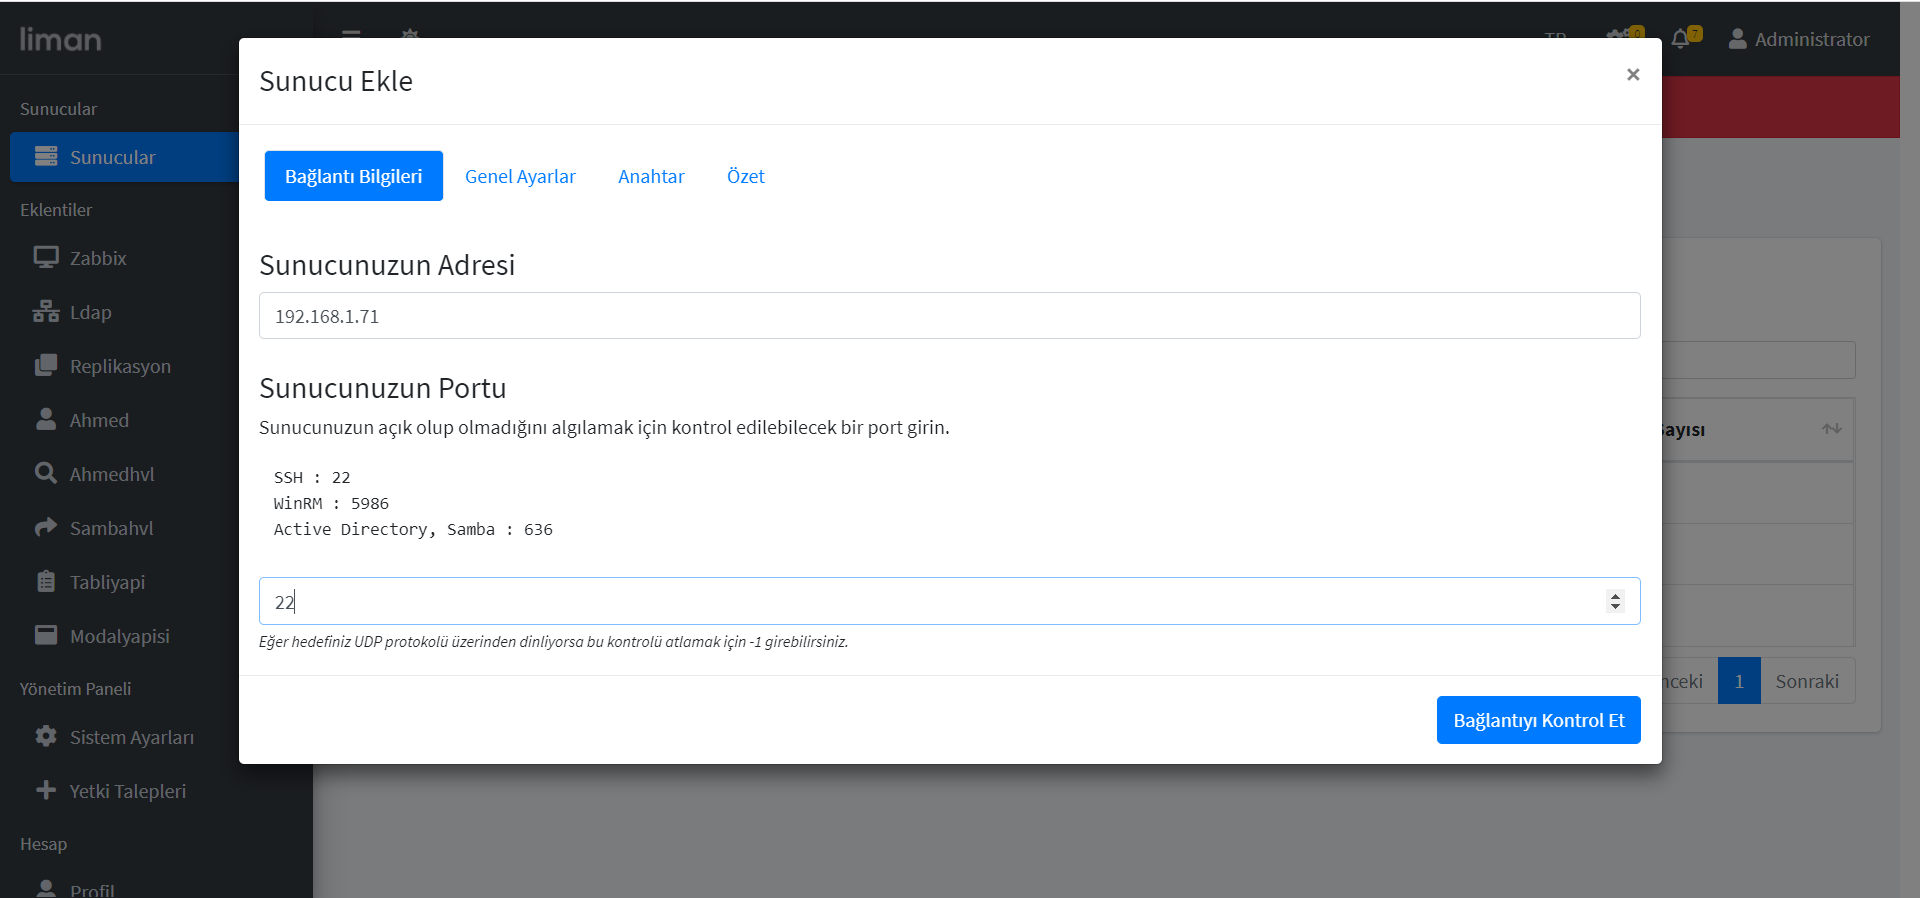 liman
Administrator
0
7
Sunucular
Sunucular
Eklentiler
Zabbix
Ldap
Replikasyon
Ahmed
Ahmedhvl
Sambahvl
Tabliyapi
Modalyapisi
Yönetim Paneli
Sistem Ayarları
Yetki Talepleri
Hesap
Profil
Sunucu Ekle
×
Bağlantı Bilgileri
Genel Ayarlar
Anahtar
Özet
Sunucunuzun Adresi
192.168.1.71
Sunucunuzun Portu
Sunucunuzun açık olup olmadığını algılamak için kontrol edilebilecek bir port girin.
SSH : 22
WinRM : 5986
Active Directory, Samba : 636
22
Eğer hedefiniz UDP protokolü üzerinden dinliyorsa bu kontrolü atlamak için -1 girebilirsiniz.
Bağlantıyı Kontrol Et
1
Sonraki